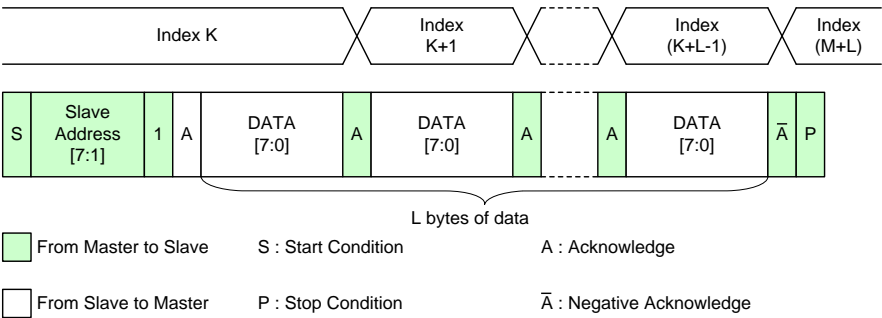 Index K
Index
K+1
Index
(K+L-1)
Index
(M+L)
S
Slave
Address
[7:1]
1
A
DATA
[7:0]
A
DATA
[7:0]
A
A
DATA
[7:0]
A̅
P
L bytes of data
From Master to Slave
S : Start Condition
A : Acknowledge
From Slave to Master
P : Stop Condition
A̅ : Negative Acknowledge